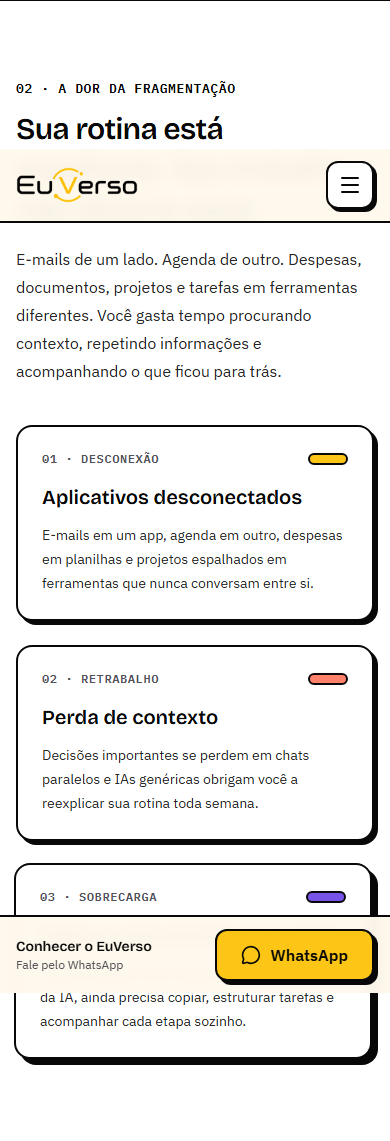 02 · A DOR DA FRAGMENTAÇÃO
Sua rotina está
EuVerso
E-mails de um lado. Agenda de outro. Despesas,
documentos, projetos e tarefas em ferramentas
diferentes. Você gasta tempo procurando
contexto, repetindo informações e
acompanhando o que ficou para trás.
01 · DESCONEXÃO
Aplicativos desconectados
E-mails em um app, agenda em outro, despesas
em planilhas e projetos espalhados em
ferramentas que nunca conversam entre si.
02 · RETRABALHO
Perda de contexto
Decisões importantes se perdem em chats
paralelos e IAs genéricas obrigam você a
reexplicar sua rotina toda semana.
03 · SOBRECARGA
Conhecer o EuVerso
Fale pelo WhatsApp
WhatsApp
da IA, ainda precisa copiar, estruturar tarefas e
acompanhar cada etapa sozinho.